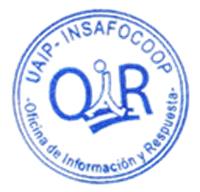 UAIP- INSAFOCOOP
OIR
-Oficina de Información y Respuesta-